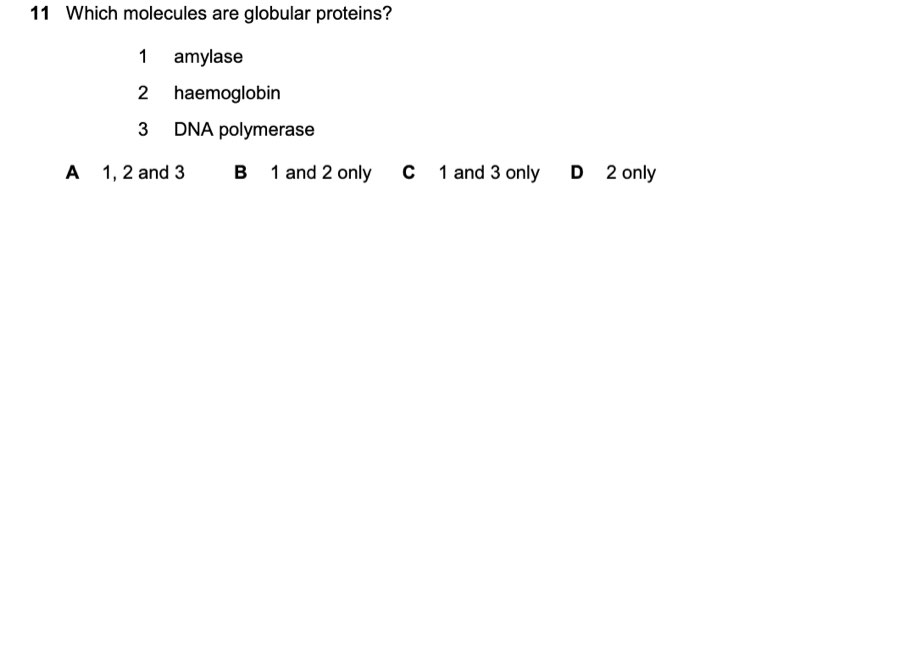 11 Which molecules are globular proteins?
1 amylase
2 haemoglobin
3 DNA polymerase
A 1, 2 and 3 B 1 and 2 only C 1 and 3 only D 2 only